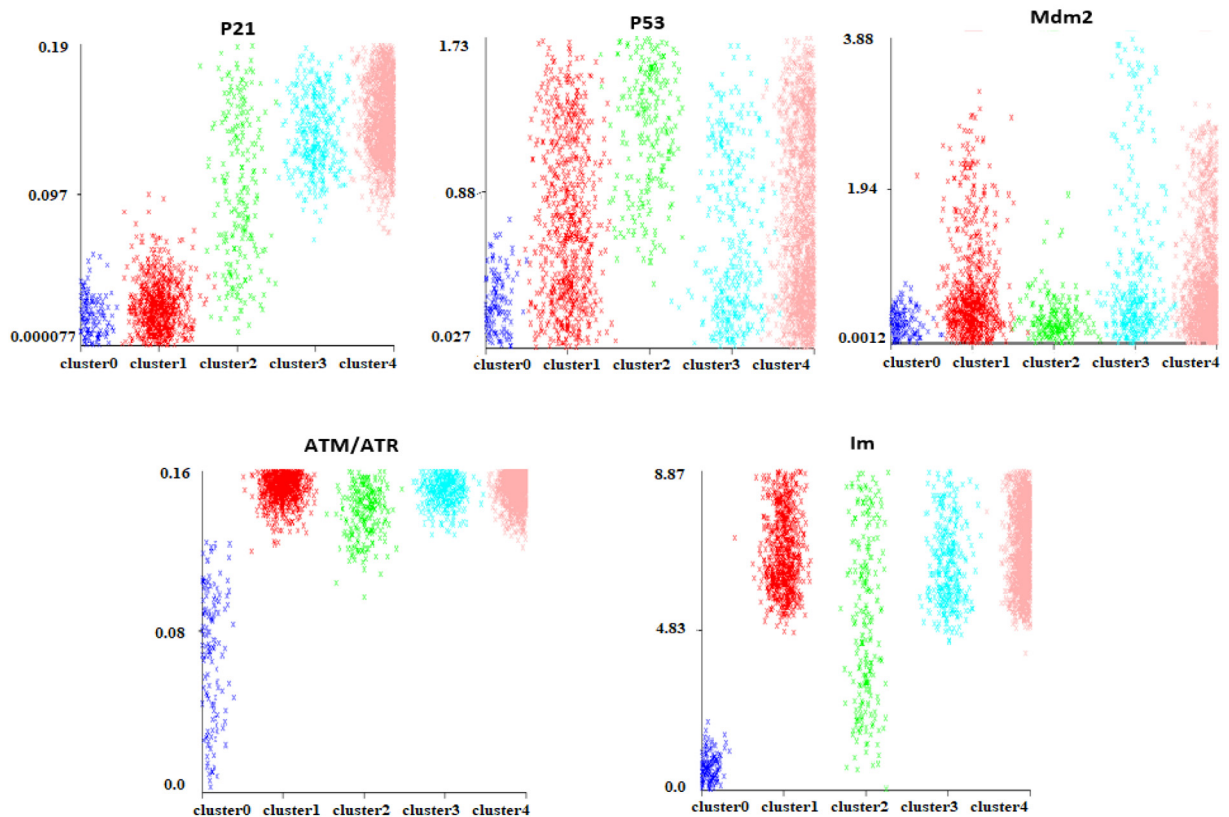 P21
0.19
0.097
0.000077
cluster0 cluster1 cluster2 cluster3 cluster4
P53
1.73
0.88
0.027
cluster0 cluster1 cluster2 cluster3 cluster4
Mdm2
3.88
1.94
0.0012
cluster0 cluster1 cluster2 cluster3 cluster4
ATM/ATR
0.16
0.08
0.0
cluster0 cluster1 cluster2 cluster3 cluster4
Im
8.87
4.83
0.0
cluster0 cluster1 cluster2 cluster3 cluster4